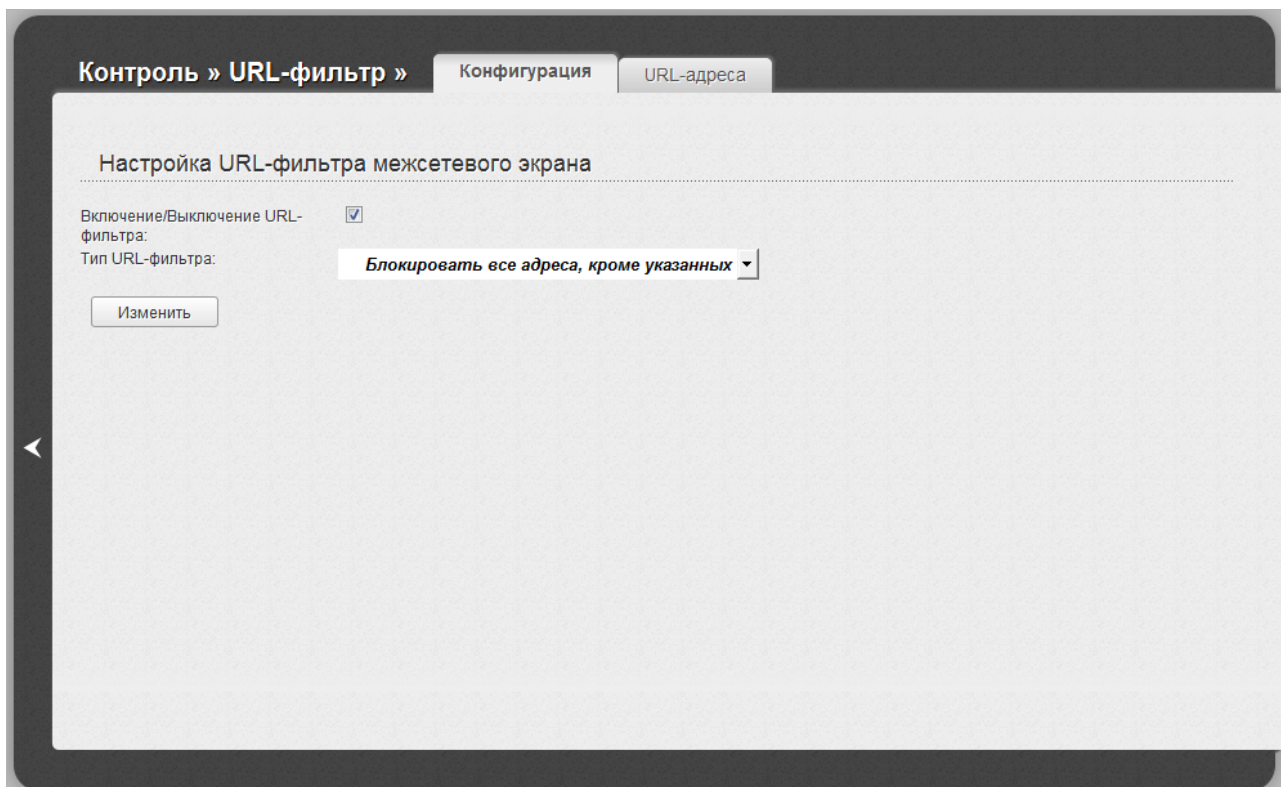 Контроль » URL-фильтр »
Конфигурация
URL-адреса
Настройка URL-фильтра межсетевого экрана
Включение/Выключение URL-
фильтра:
Тип URL-фильтра:
Блокировать все адреса, кроме указанных
Изменить